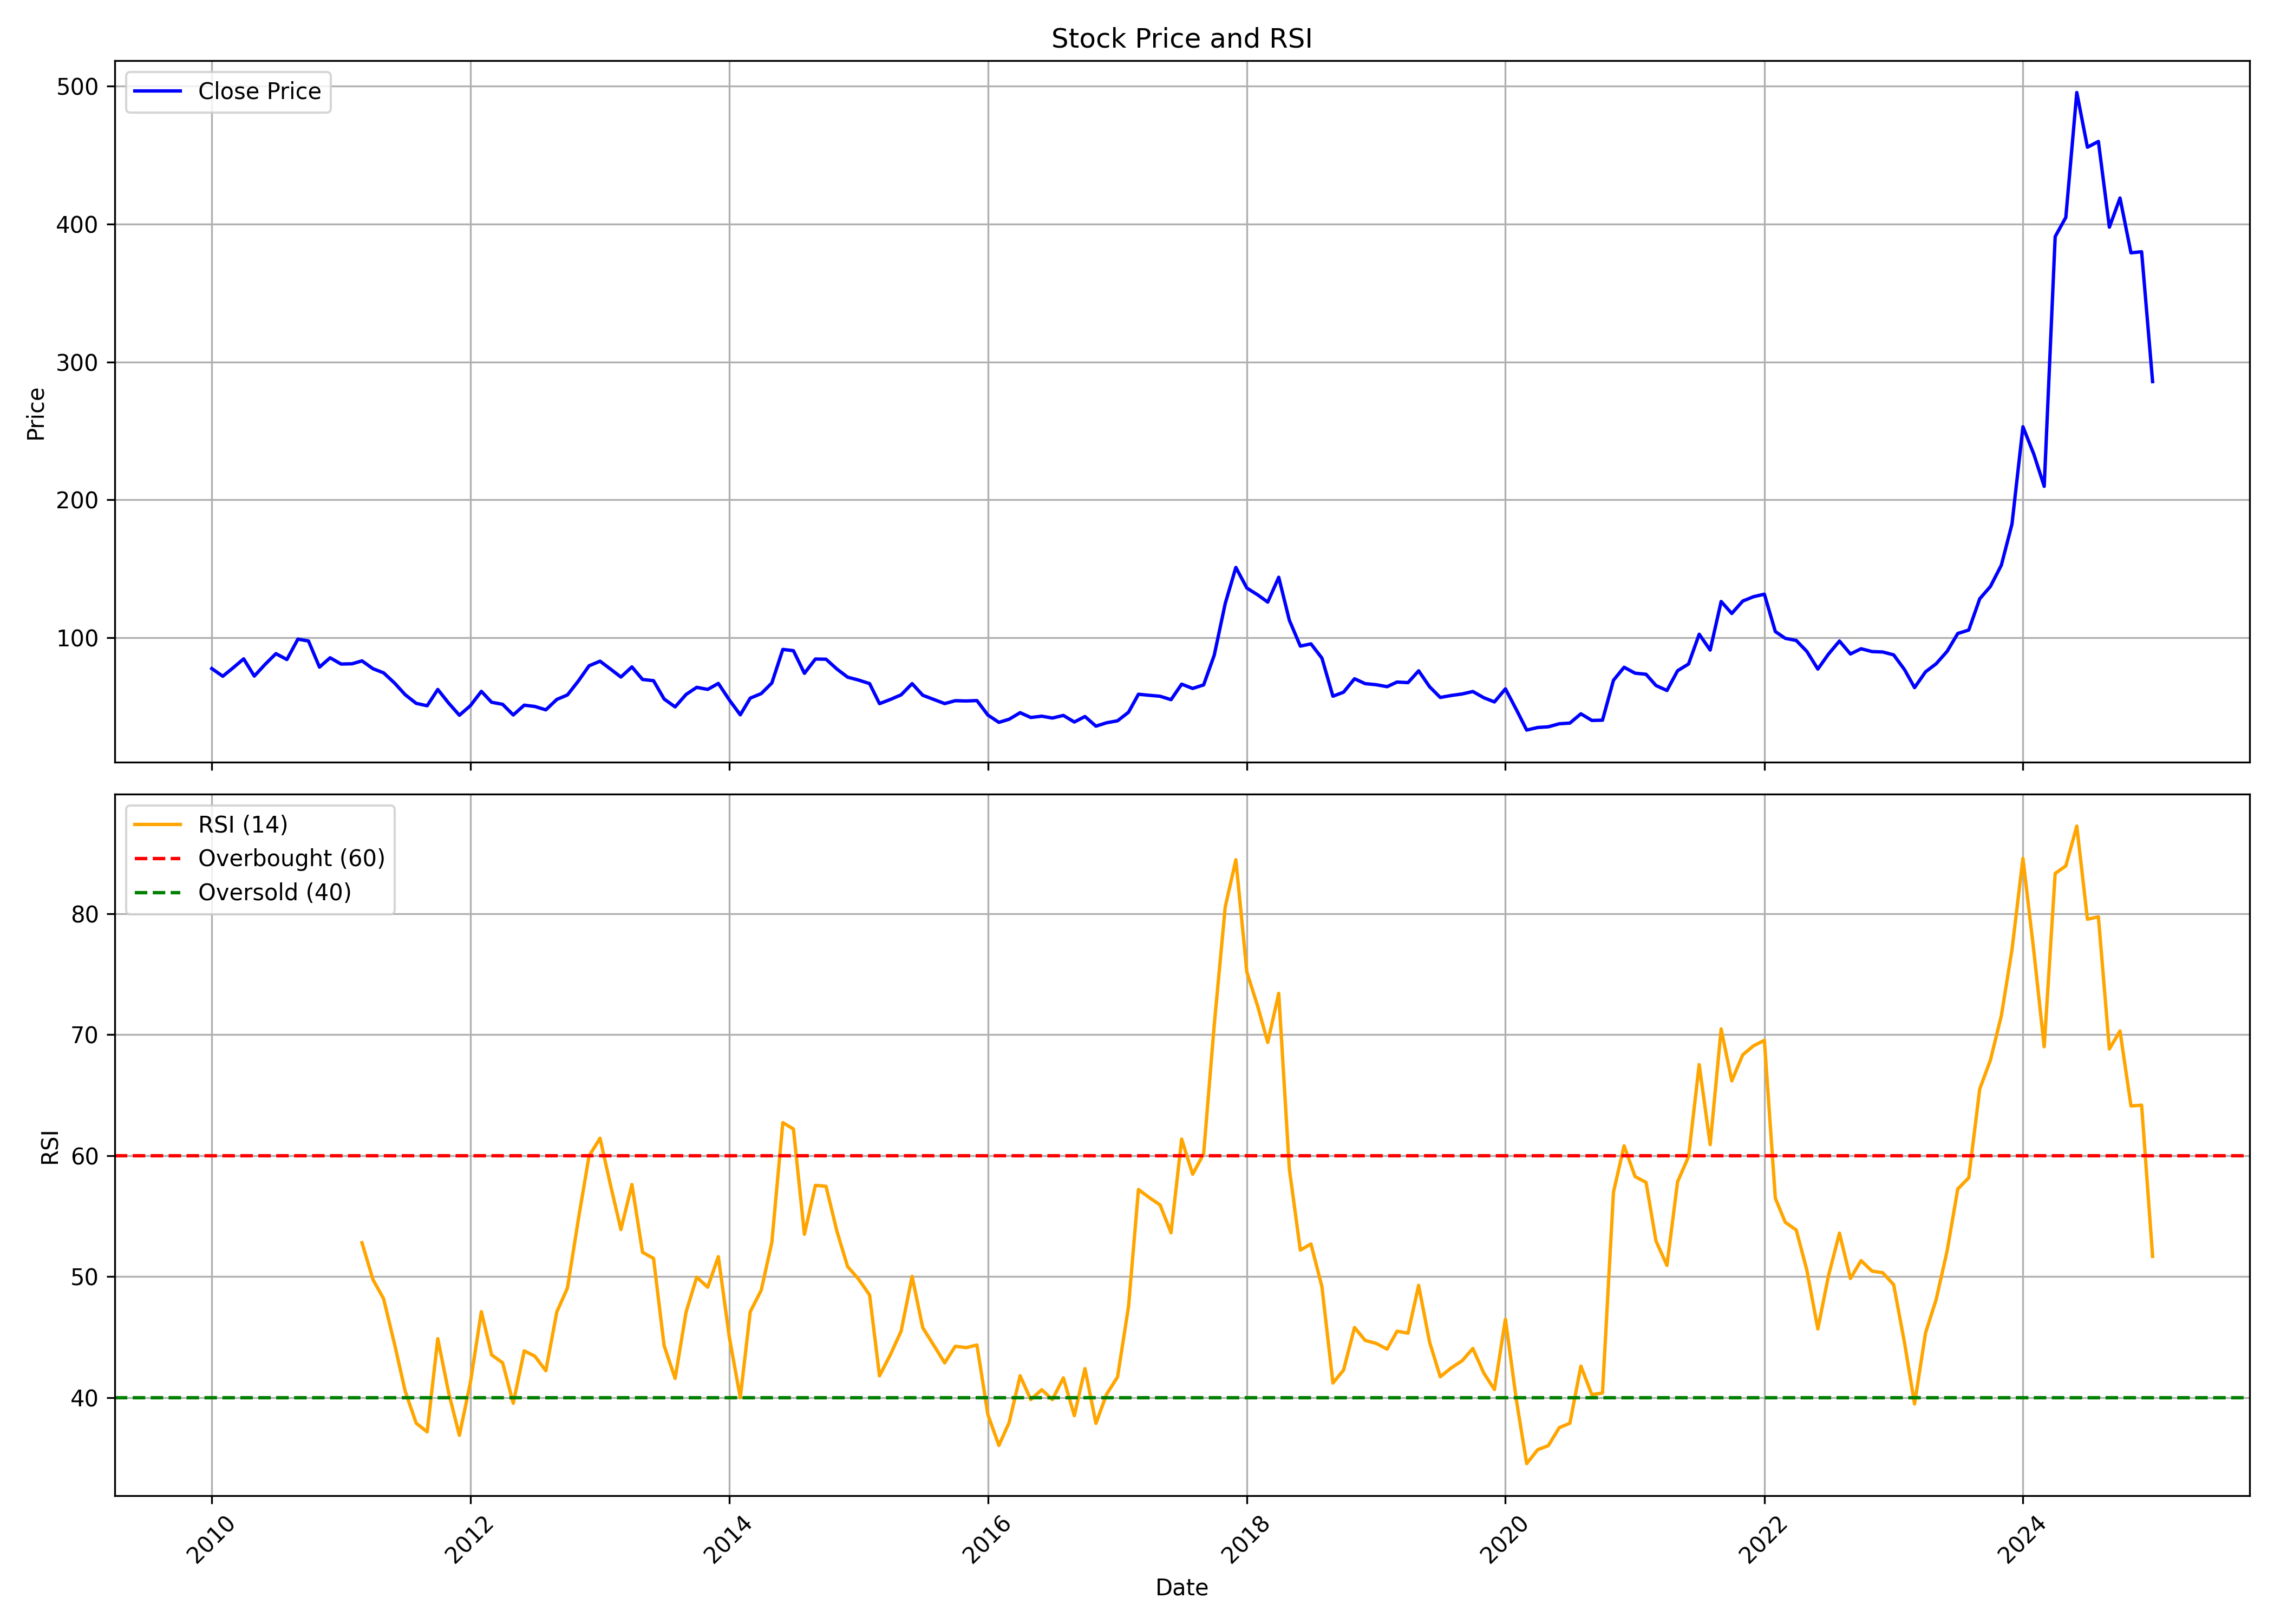 Stock Price and RSI
Close Price
500
400
300
200
100
Price
RSI (14)
Overbought (60)
Oversold (40)
80
70
60
50
40
RSI
2010
2012
2014
2016
2018
2020
2022
2024
Date